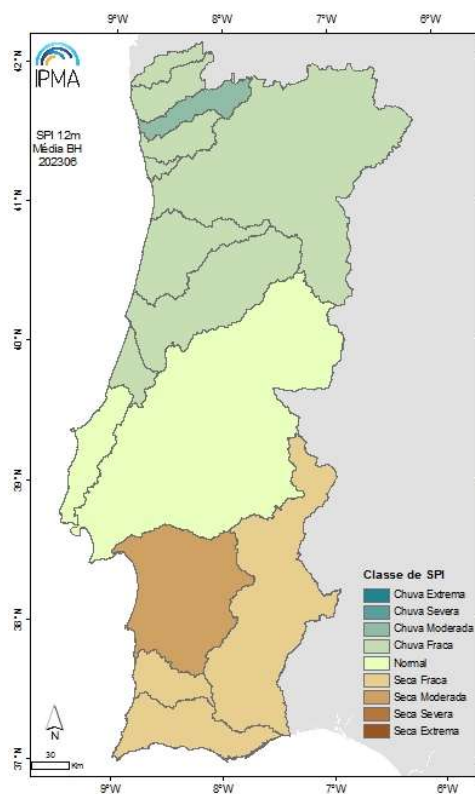 9°W 8°W 7°W 6°W
IPMA
SPI 12m
Média BH
202306
42°N
41°N
40°N
39°N
38°N
37°N
Classe de SPI
Chuva Extrema
Chuva Severa
Chuva Moderada
Chuva Fraca
Normal
Seca Fraca
Seca Moderada
Seca Severa
Seca Extrema
N
30
Km
9°W 8°W 7°W 6°W